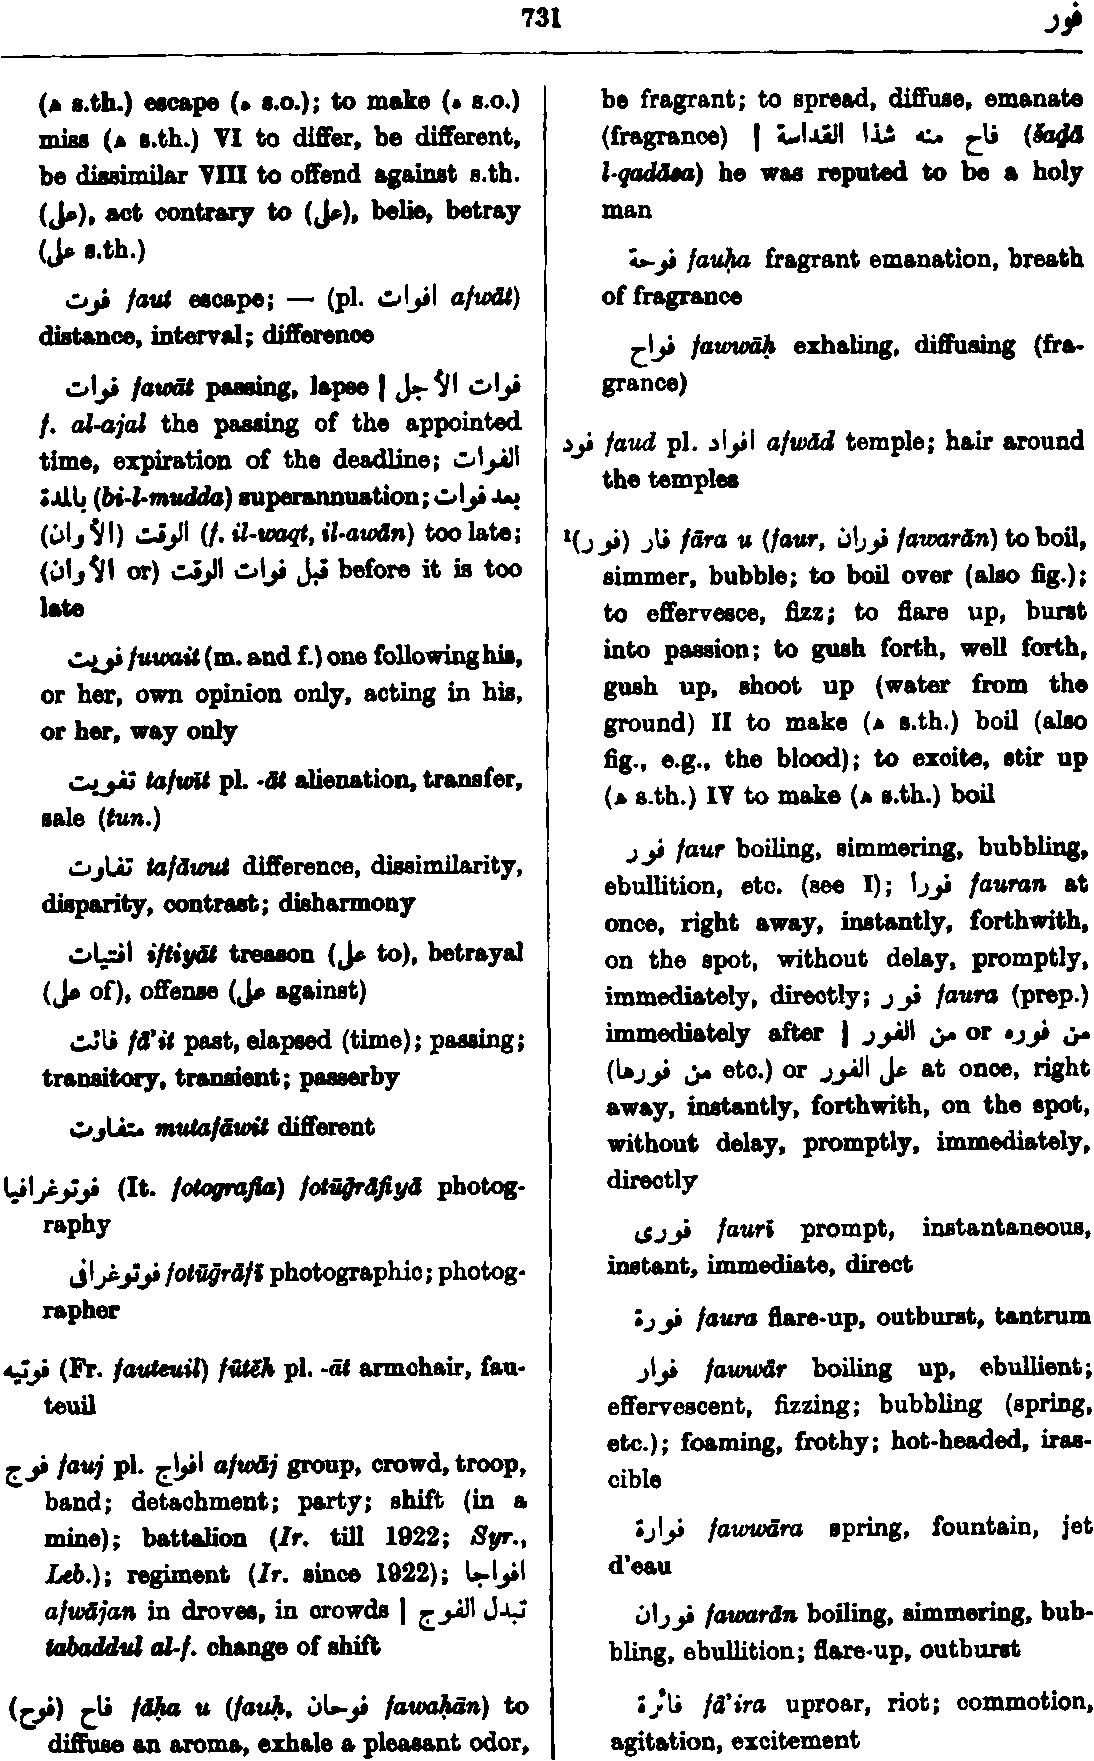 731
فور
(ه s.th.) escape (ه s.o.); to make (ه s.o.)
miss (ه s.th.) VI to differ, be different,
be dissimilar VIII to offend against s.th.
(على), act contrary to (على), belie, betray
(على s.th.)
فوت faut escape; — (pl. افوات afwāt)
distance, interval; difference
فوات fawāt passing, lapse | فوات الأجل
f. al-ajal the passing of the appointed
time, expiration of the deadline; الفوات
بالمدة (bi-l-mudda) superannuation; بعد فوات
الوقت (الأوان) (f. il-waqt, il-awān) too late;
قبل فوات الوقت (or الأوان) before it is too
late
فويت fuwait (m. and f.) one following his,
or her, own opinion only, acting in his,
or her, way only
تفويت tafwīt pl. -āt alienation, transfer,
sale (tun.)
تفاوت tafāwut difference, dissimilarity,
disparity, contrast; disharmony
افتيات iftiyāt treason (على to), betrayal
(على of), offense (على against)
فائت fā'it past, elapsed (time); passing;
transitory, transient; passerby
متفاوت mutafāwit different
فوتوغرافيا (It. fotografia) fotūḡrāfiyā photog-
raphy
فوتوغرافى fotūḡrāfī photographic; photog-
rapher
فوتيه (Fr. fauteuil) fūtēh pl. -āt armchair, fau-
teuil
فوج fauj pl. افواج afwāj group, crowd, troop,
band; detachment; party; shift (in a
mine); battalion (Ir. till 1922; Syr.,
Leb.); regiment (Ir. since 1922); افواجا
afwājan in droves, in crowds | تبدل الفوج
tabaddul al-f. change of shift
(فوح) فاح fāḥa u (fauḥ, فوحان fawaḥān) to
diffuse an aroma, exhale a pleasant odor,
be fragrant; to spread, diffuse, emanate
(fragrance) | فاح منه شذا القداسة (šaḏā
l-qadāsa) he was reputed to be a holy
man
فوحة fauḥa fragrant emanation, breath
of fragrance
فواح fawwāḥ exhaling, diffusing (fra-
grance)
فود faud pl. افواد afwād temple; hair around
the temples
¹(فور) فار fāra u (faur, فوران fawarān) to boil,
simmer, bubble; to boil over (also fig.);
to effervesce, fizz; to flare up, burst
into passion; to gush forth, well forth,
gush up, shoot up (water from the
ground) II to make (ه s.th.) boil (also
fig., e.g., the blood); to excite, stir up
(ه s.th.) IV to make (ه s.th.) boil
فور faur boiling, simmering, bubbling,
ebullition, etc. (see I); فورا fauran at
once, right away, instantly, forthwith,
on the spot, without delay, promptly,
immediately, directly; فور faura (prep.)
immediately after | من الفور or من فوره
(من فورها etc.) or على الفور at once, right
away, instantly, forthwith, on the spot,
without delay, promptly, immediately,
directly
فورى faurī prompt, instantaneous,
instant, immediate, direct
فورة faura flare-up, outburst, tantrum
فوار fawwār boiling up, ebullient;
effervescent, fizzing; bubbling (spring,
etc.); foaming, frothy; hot-headed, iras-
cible
فوارة fawwāra spring, fountain, jet
d'eau
فوران fawarān boiling, simmering, bub-
bling, ebullition; flare-up, outburst
فائرة fā'ira uproar, riot; commotion,
agitation, excitement